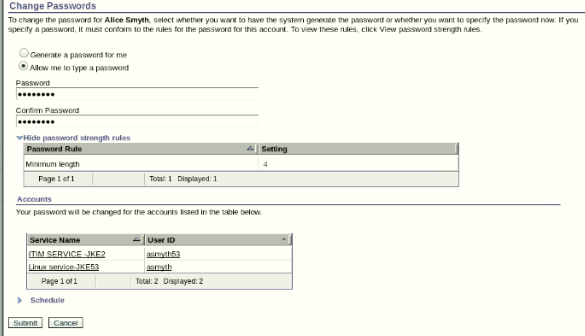 Change Passwords
To change the password for Alice Smyth, select whether you want to have the system generate the password or whether you want to specify the password now. If you
specify a password, it must conform to the rules for the password for this account. To view these rules, click View password strength rules.
Generate a password for me
Allow me to type a password
Password
••••••••
Confirm Password
••••••••
Hide password strength rules
Password Rule Setting
Minimum length 4
Page 1 of 1 Total: 1 Displayed: 1
Accounts
Your password will be changed for the accounts listed in the table below.
Service Name User ID
ITIM SERVICE -JKE2 asmyth53
Linux service-JKE53 asmyth
Page 1 of 1 Total: 2 Displayed: 2
Schedule
Submit Cancel